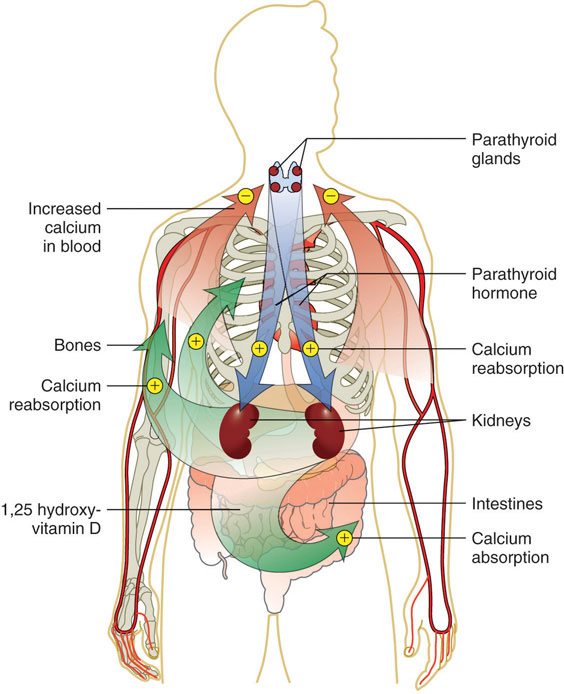 Parathyroid
glands
Increased
calcium
in blood
Parathyroid
hormone
Bones
Calcium
reabsorption
Calcium
reabsorption
Kidneys
1,25 hydroxy-
vitamin D
Intestines
Calcium
absorption
−
−
+
+
+
+
+